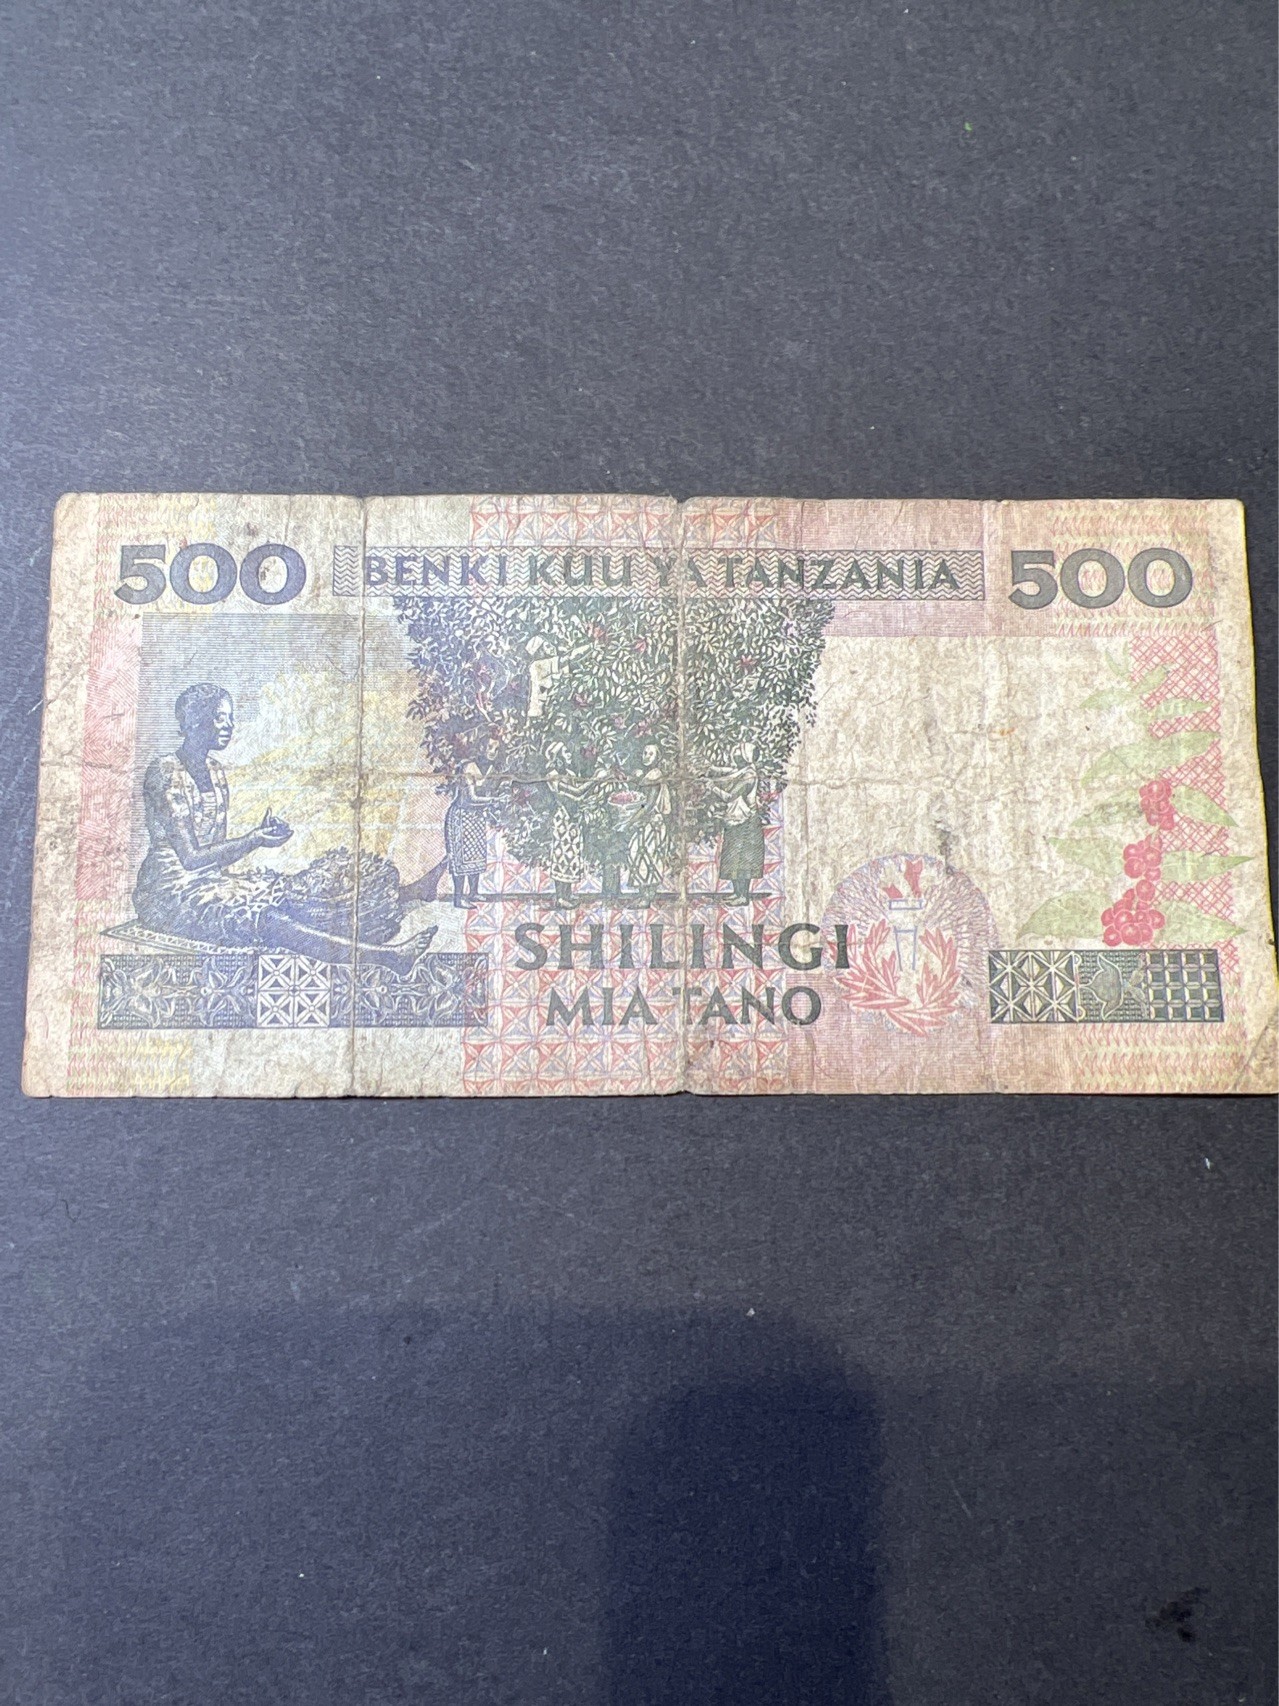 500 BENKI KUU YA TANZANIA 500
SHILINGI
MIA TANO